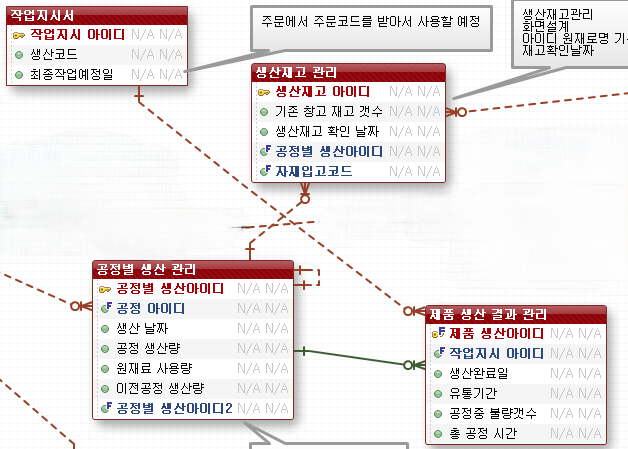 작업지시서
작업지시 아이디 N/A N/A
생산코드 N/A N/A
최종작업예정일 N/A N/A
주문에서 주문코드를 받아서 사용할 예정
생산재고관리
화면설계
아이디 원재료명
재고확인날짜
생산재고 관리
생산재고 아이디 N/A N/A
기존 창고 재고 갯수 N/A N/A
생산재고 확인 날짜 N/A N/A
공정별 생산아이디 N/A N/A
자재입고코드 N/A N/A
공정별 생산 관리
공정별 생산아이디 N/A N/A
공정 아이디 N/A N/A
생산 날짜 N/A N/A
공정 생산량 N/A N/A
원재료 사용량 N/A N/A
이전공정 생산량 N/A N/A
공정별 생산아이디2 N/A N/A
제품 생산 결과 관리
제품 생산아이디 N/A N/A
작업지시 아이디 N/A N/A
생산완료일 N/A N/A
유통기간 N/A N/A
공정중 불량갯수 N/A N/A
총 공정 시간 N/A N/A